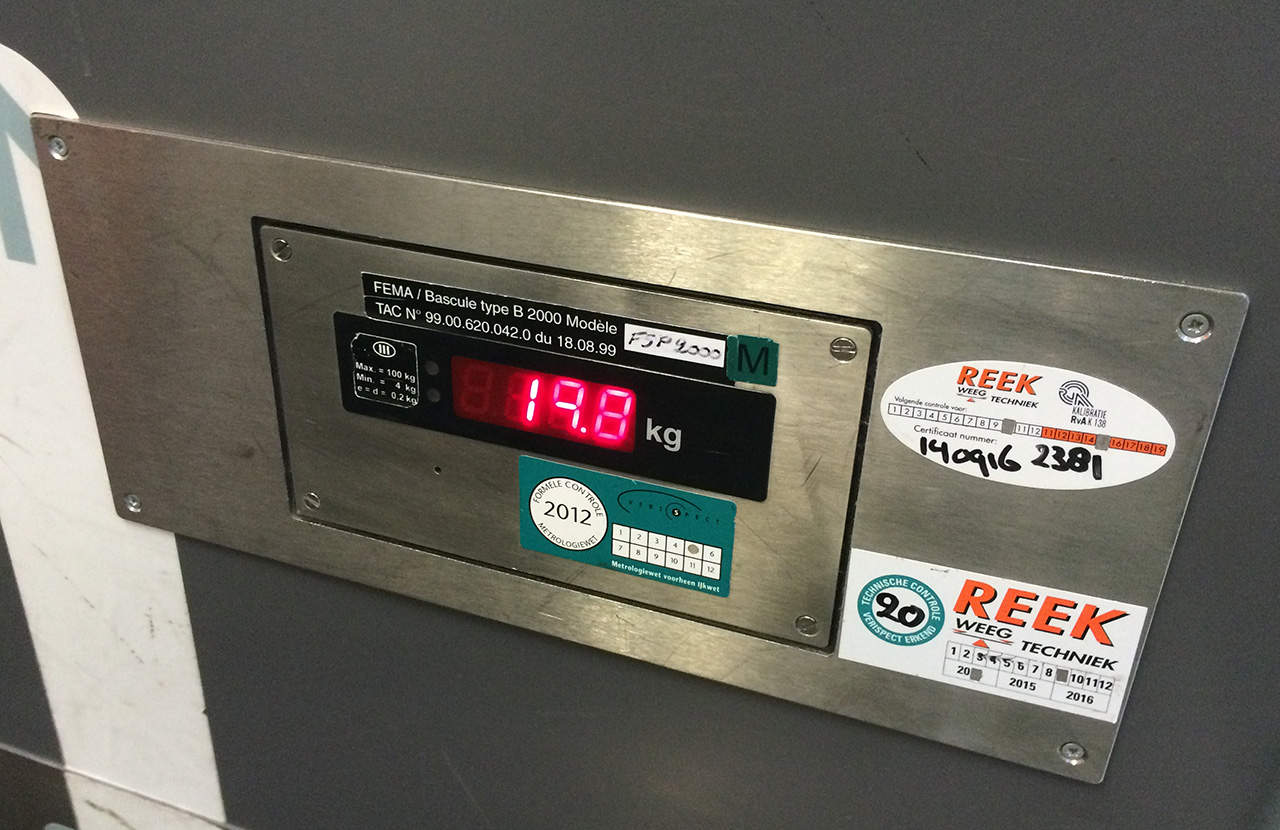 FEMA / Bascule type B 2000 Modèle
TAC N° 99.00.620.042.0 du 18.08.99
FSP 2000
M
III
Max. = 100 kg
Min. = 4 kg
e = d = 0.2 kg
19.8 kg
FORMELE CONTROLE
2012
METROLOGIEWET
VERISPECT
1 2 3 4 6
7 8 9 10 11 12
Metrologiewet voorheen IJkwet
REEK
WEEG TECHNIEK
KALIBRATIE
RvA K 138
Volgende controle voor:
1 2 3 4 5 6 7 8 9 11 12 11 12 13 14 16 17 18 19
Certificaat nummer:
140916 2381
TECHNISCHE CONTROLE
20
VERISPECT ERKEND
REEK
WEEG TECHNIEK
1 2 3 4 5 6 7 8 10 11 12
20 2015 2016